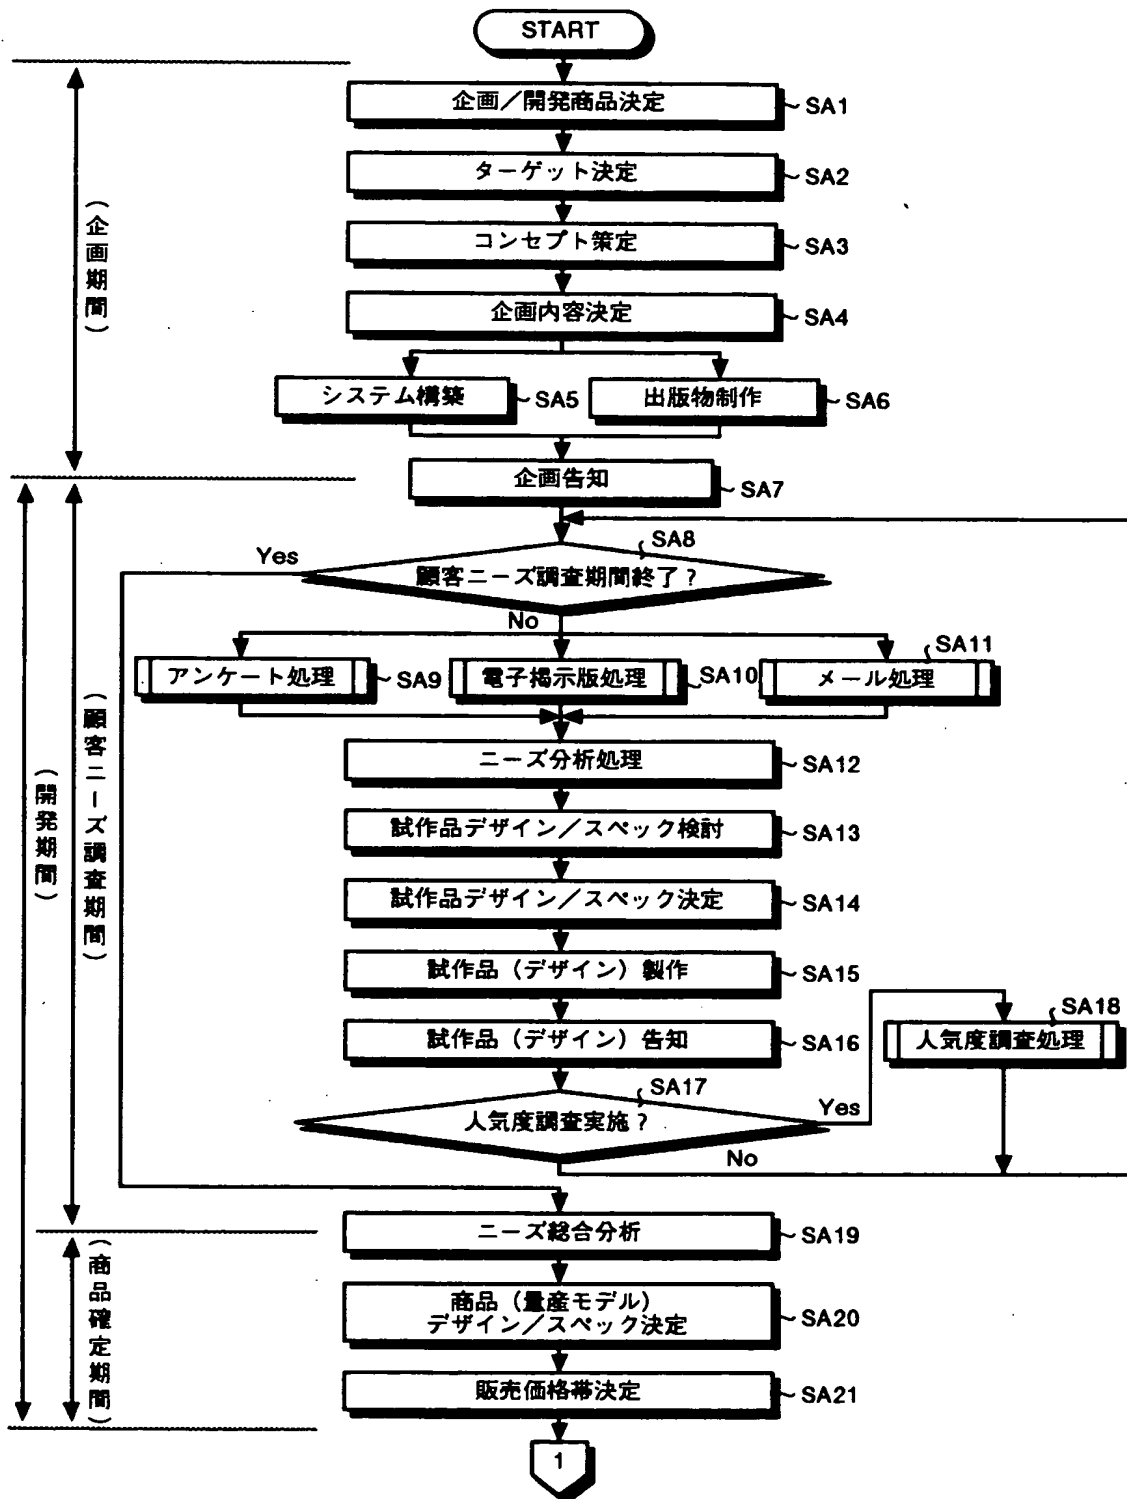 START
企画／開発商品決定
SA1
ターゲット決定
SA2
コンセプト策定
SA3
企画内容決定
SA4
(企画期間)
システム構築
SA5
出版物制作
SA6
企画告知
SA7
SA8
Yes
顧客ニーズ調査期間終了？
No
アンケート処理
SA9
電子掲示版処理
SA10
SA11
メール処理
ニーズ分析処理
SA12
試作品デザイン／スペック検討
SA13
試作品デザイン／スペック決定
SA14
試作品（デザイン）製作
SA15
試作品（デザイン）告知
SA16
SA18
人気度調査処理
SA17
人気度調査実施？
Yes
No
(顧客ニーズ調査期間)
(開発期間)
ニーズ総合分析
SA19
商品（量産モデル）
デザイン／スペック決定
SA20
販売価格帯決定
SA21
(商品確定期間)
1